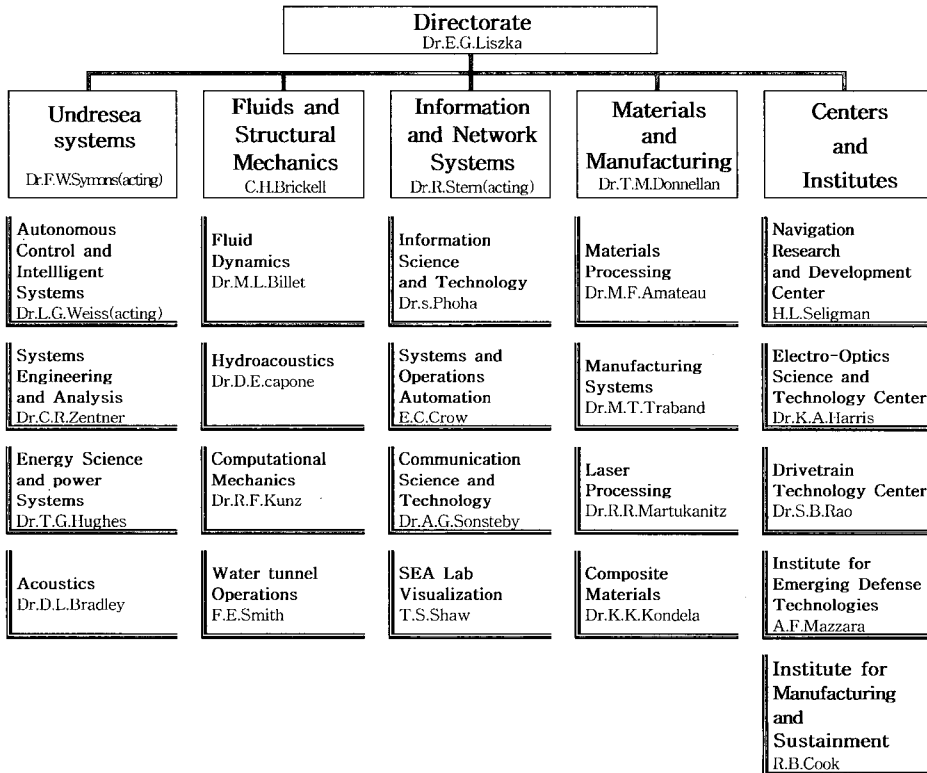 Directorate
Dr.E.G.Liszka
Undresea
systems
Dr.F.W.Symons(acting)
Autonomous
Control and
Intellligent
Systems
Dr.L.G.Weiss(acting)
Systems
Engineering
and Analysis
Dr.C.R.Zentner
Energy Science
and power
Systems
Dr.T.G.Hughes
Acoustics
Dr.D.L.Bradley
Fluids and
Structural
Mechanics
C.H.Brickell
Fluid
Dynamics
Dr.M.L.Billet
Hydroacoustics
Dr.D.E.capone
Computational
Mechanics
Dr.R.F.Kunz
Water tunnel
Operations
F.E.Smith
Information
and Network
Systems
Dr.R.Stern(acting)
Information
Science
and Technology
Dr.s.Phoha
Systems and
Operations
Automation
E.C.Crow
Communication
Science and
Technology
Dr.A.G.Sonsteby
SEA Lab
Visualization
T.S.Shaw
Materials
and
Manufacturing
Dr.T.M.Donnellan
Materials
Processing
Dr.M.F.Amateau
Manufacturing
Systems
Dr.M.T.Traband
Laser
Processing
Dr.R.R.Martukanitz
Composite
Materials
Dr.K.K.Kondela
Centers
and
Institutes
Navigation
Research
and Development
Center
H.L.Seligman
Electro-Optics
Science and
Technology Center
Dr.K.A.Harris
Drivetrain
Technology Center
Dr.S.B.Rao
Institute for
Emerging Defense
Technologies
A.F.Mazzara
Institute for
Manufacturing
and
Sustainment
R.B.Cook